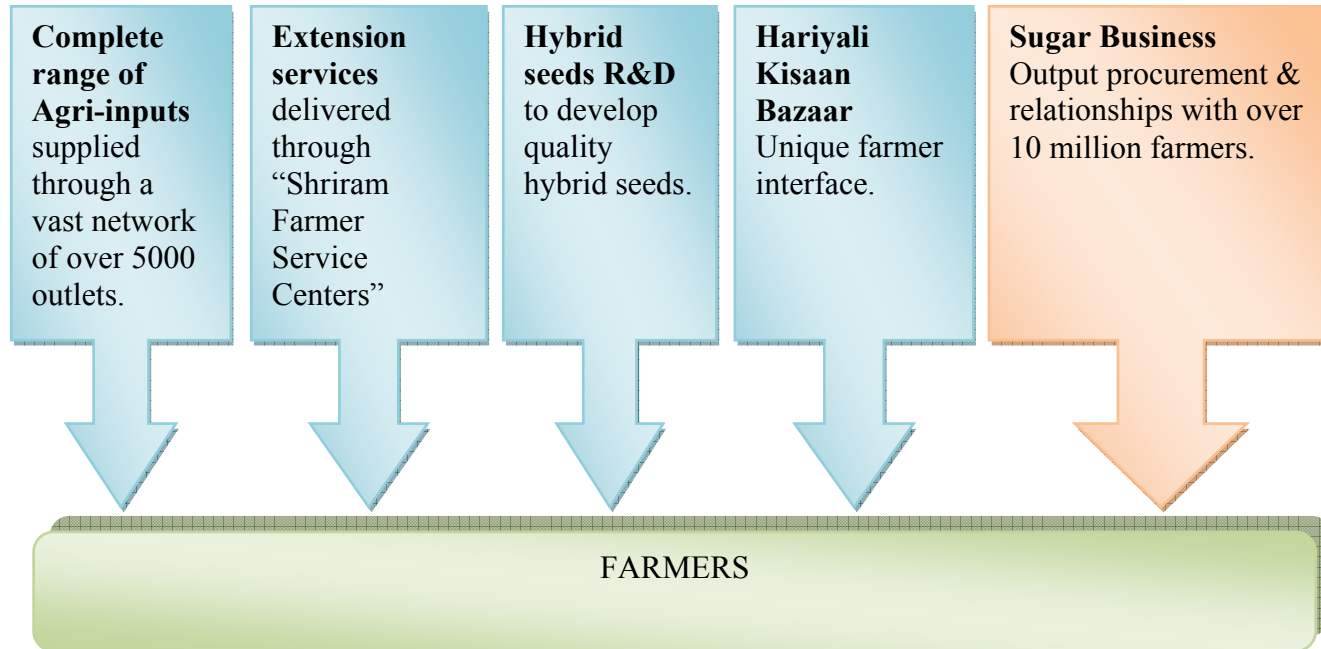 Complete
range of
Agri-inputs
supplied
through a
vast network
of over 5000
outlets.
Extension
services
delivered
through
“Shriram
Farmer
Service
Centers”
Hybrid
seeds R&D
to develop
quality
hybrid seeds.
Hariyali
Kisaan
Bazaar
Unique farmer
interface.
Sugar Business
Output procurement &
relationships with over
10 million farmers.
FARMERS